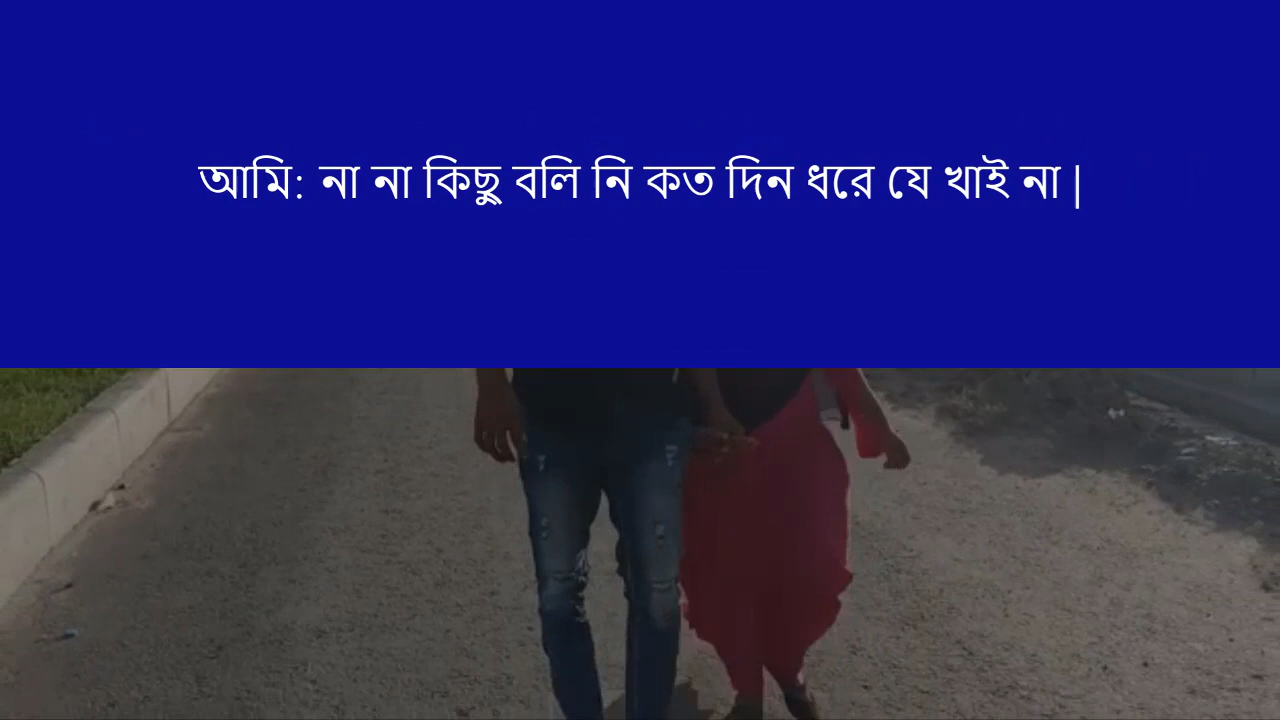 আমি: না না কিছু বলি নি কত দিন ধরে যে খাই না |